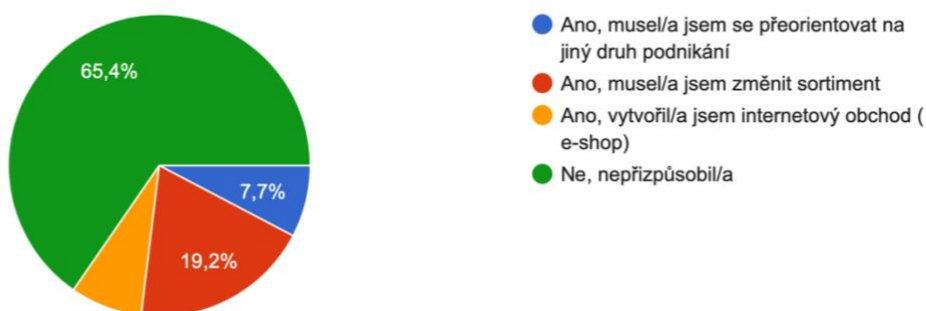 65,4%
7,7%
19,2%
Ano, musel/a jsem se přeorientovat na
jiný druh podnikání
Ano, musel/a jsem změnit sortiment
Ano, vytvořil/a jsem internetový obchod (
e-shop)
Ne, nepřizpůsobil/a